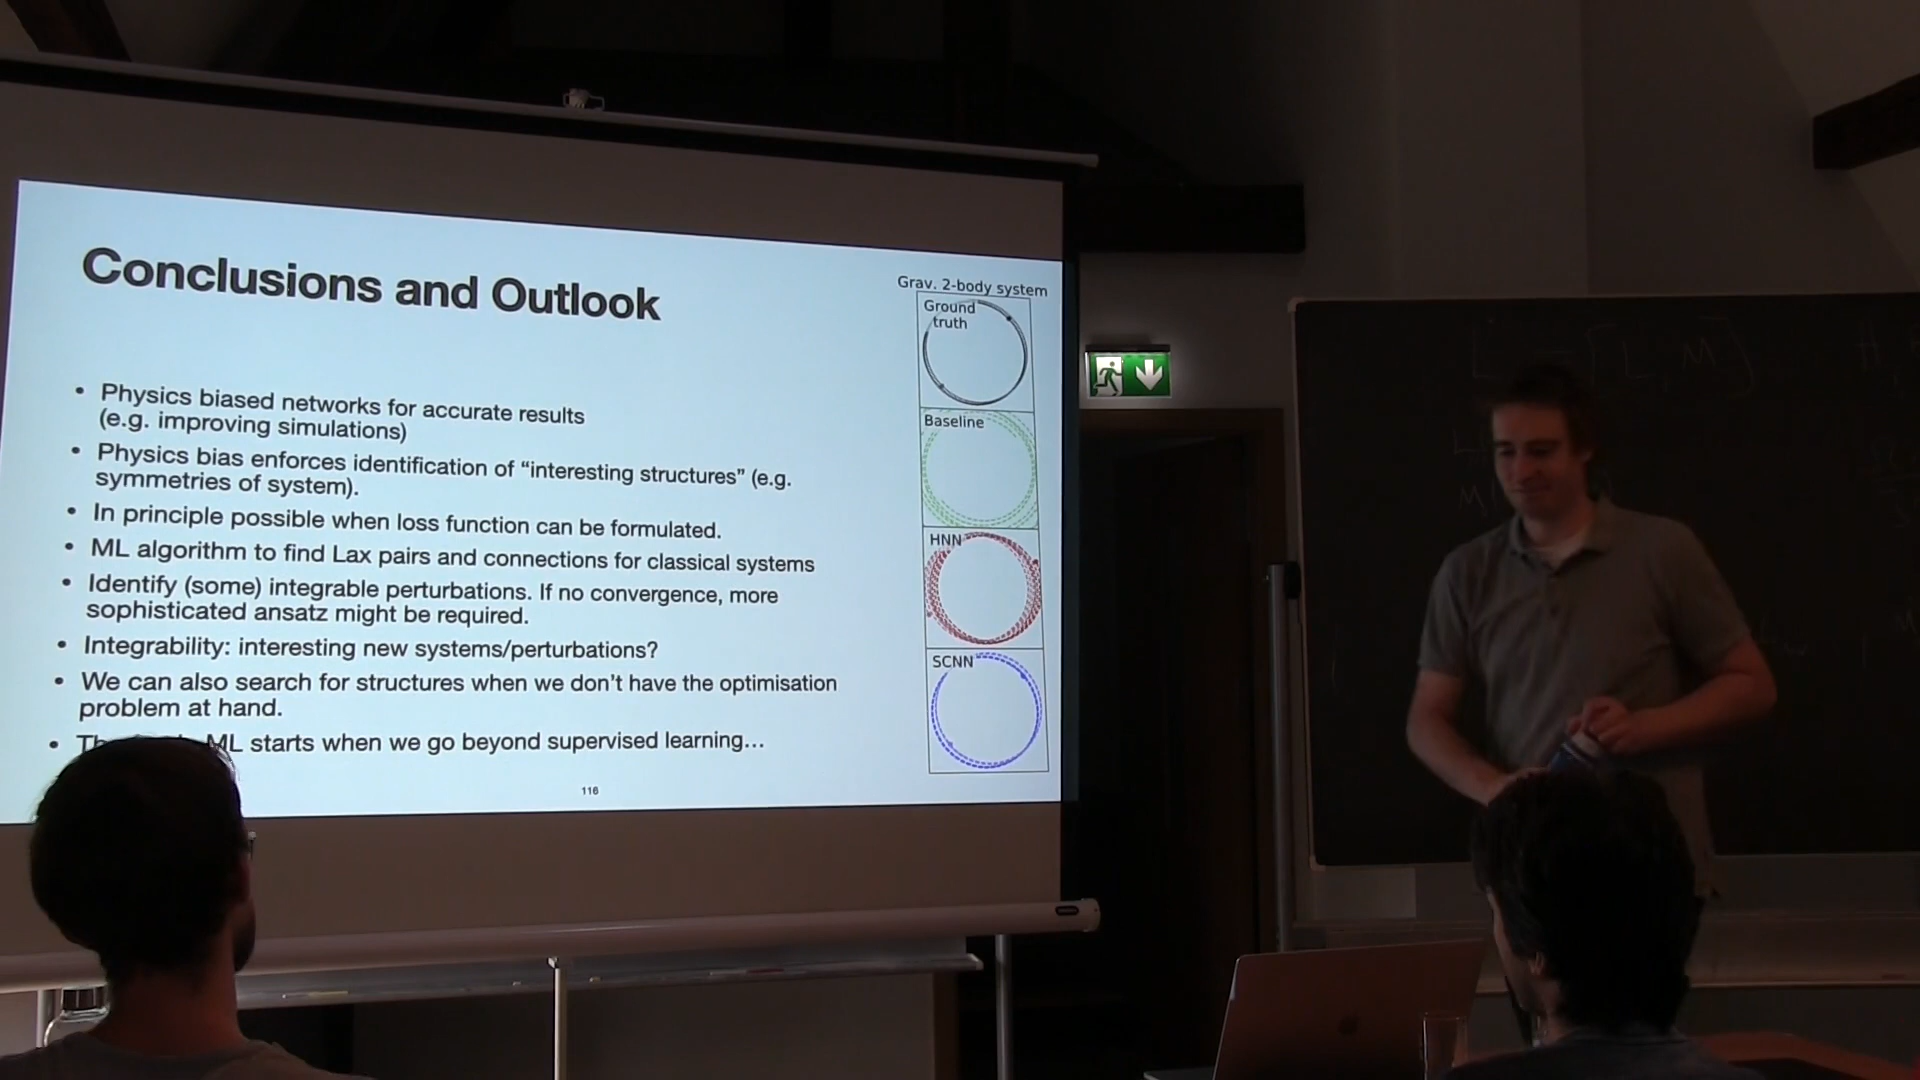 Conclusions and Outlook
• Physics biased networks for accurate results
(e.g. improving simulations)
• Physics bias enforces identification of “interesting structures” (e.g.
symmetries of system).
• In principle possible when loss function can be formulated.
• ML algorithm to find Lax pairs and connections for classical systems
• Identify (some) integrable perturbations. If no convergence, more
sophisticated ansatz might be required.
• Integrability: interesting new systems/perturbations?
• We can also search for structures when we don’t have the optimisation
problem at hand.
• ML starts when we go beyond supervised learning…
116
Grav. 2-body system
Ground
truth
Baseline
HNN
SCNN
L = [L, M]